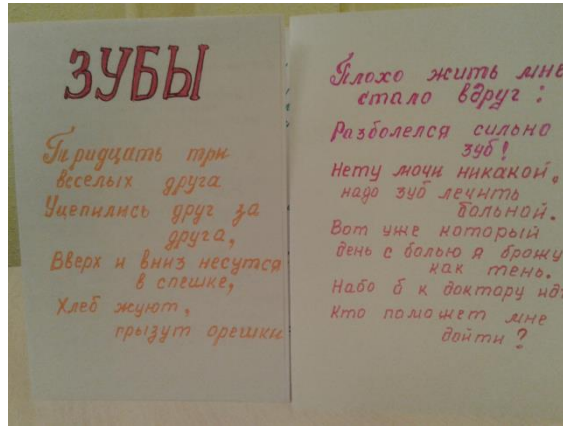 ЗУБЫ
Тридцать три
веселых друга
Уцепились друг за
друга,
Вверх и вниз несутся
в спешке,
Хлеб жуют,
грызут орешки
Плохо жить мне
стало вдруг:
Разболелся сильно
зуб!
Нету мочи никакой,
надо зуб лечить
больной.
Вот уже который
день с болью я брожу
как тень.
Набо б к доктару
Кто поможет мне
дойти?